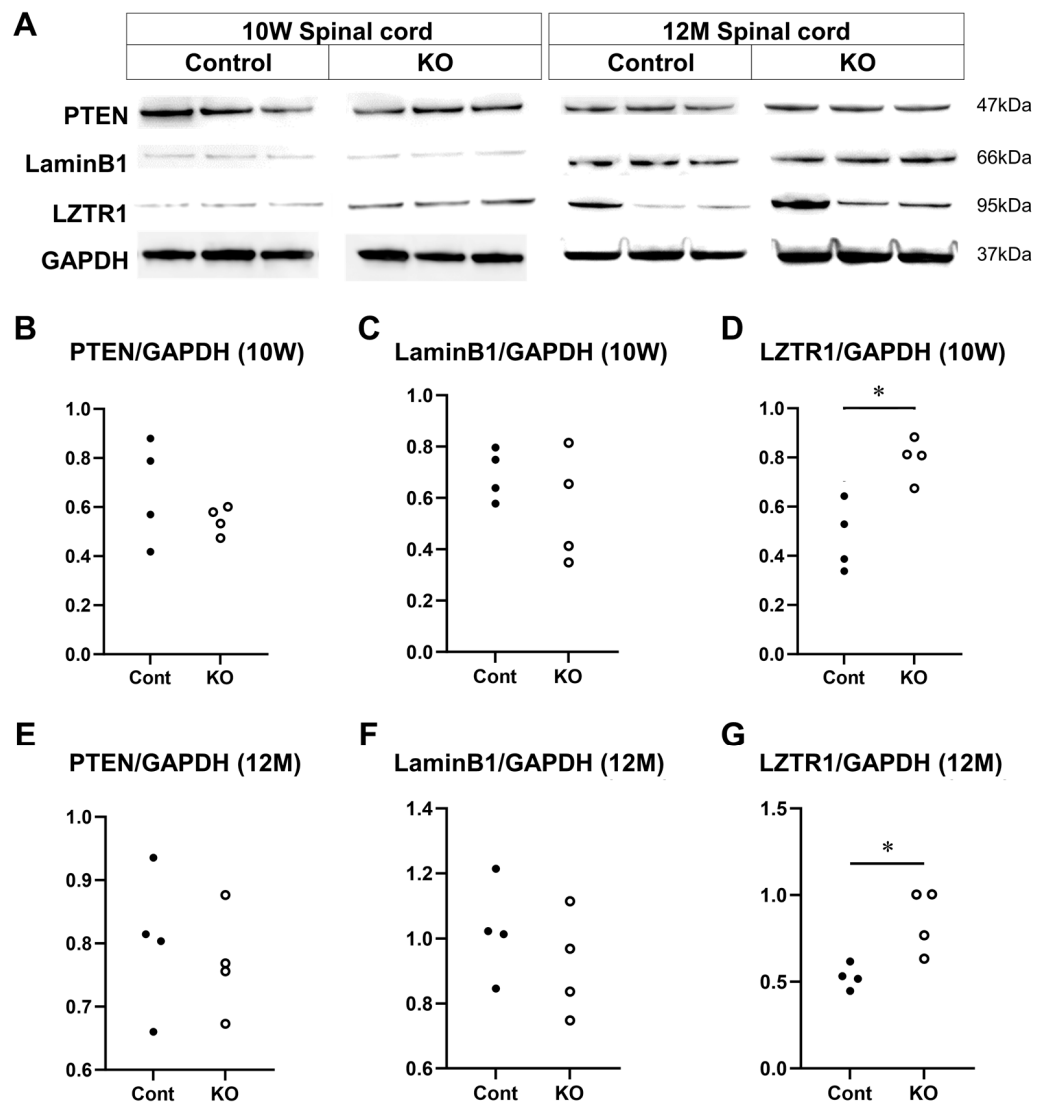 A
10W Spinal cord 12M Spinal cord
Control KO Control KO
PTEN 47kDa
LaminB1 66kDa
LZTR1 95kDa
GAPDH 37kDa
B C D
PTEN/GAPDH (10W) LaminB1/GAPDH (10W) LZTR1/GAPDH (10W)
1.0 0.8 0.6 0.4 0.2 0.0
Cont KO
1.0 0.8 0.6 0.4 0.2 0.0
Cont KO
*
1.0 0.8 0.6 0.4 0.2 0.0
Cont KO
E F G
PTEN/GAPDH (12M) LaminB1/GAPDH (12M) LZTR1/GAPDH (12M)
1.0 0.9 0.8 0.7 0.6
Cont KO
1.4 1.2 1.0 0.8 0.6
Cont KO
*
1.5 1.0 0.5 0.0
Cont KO